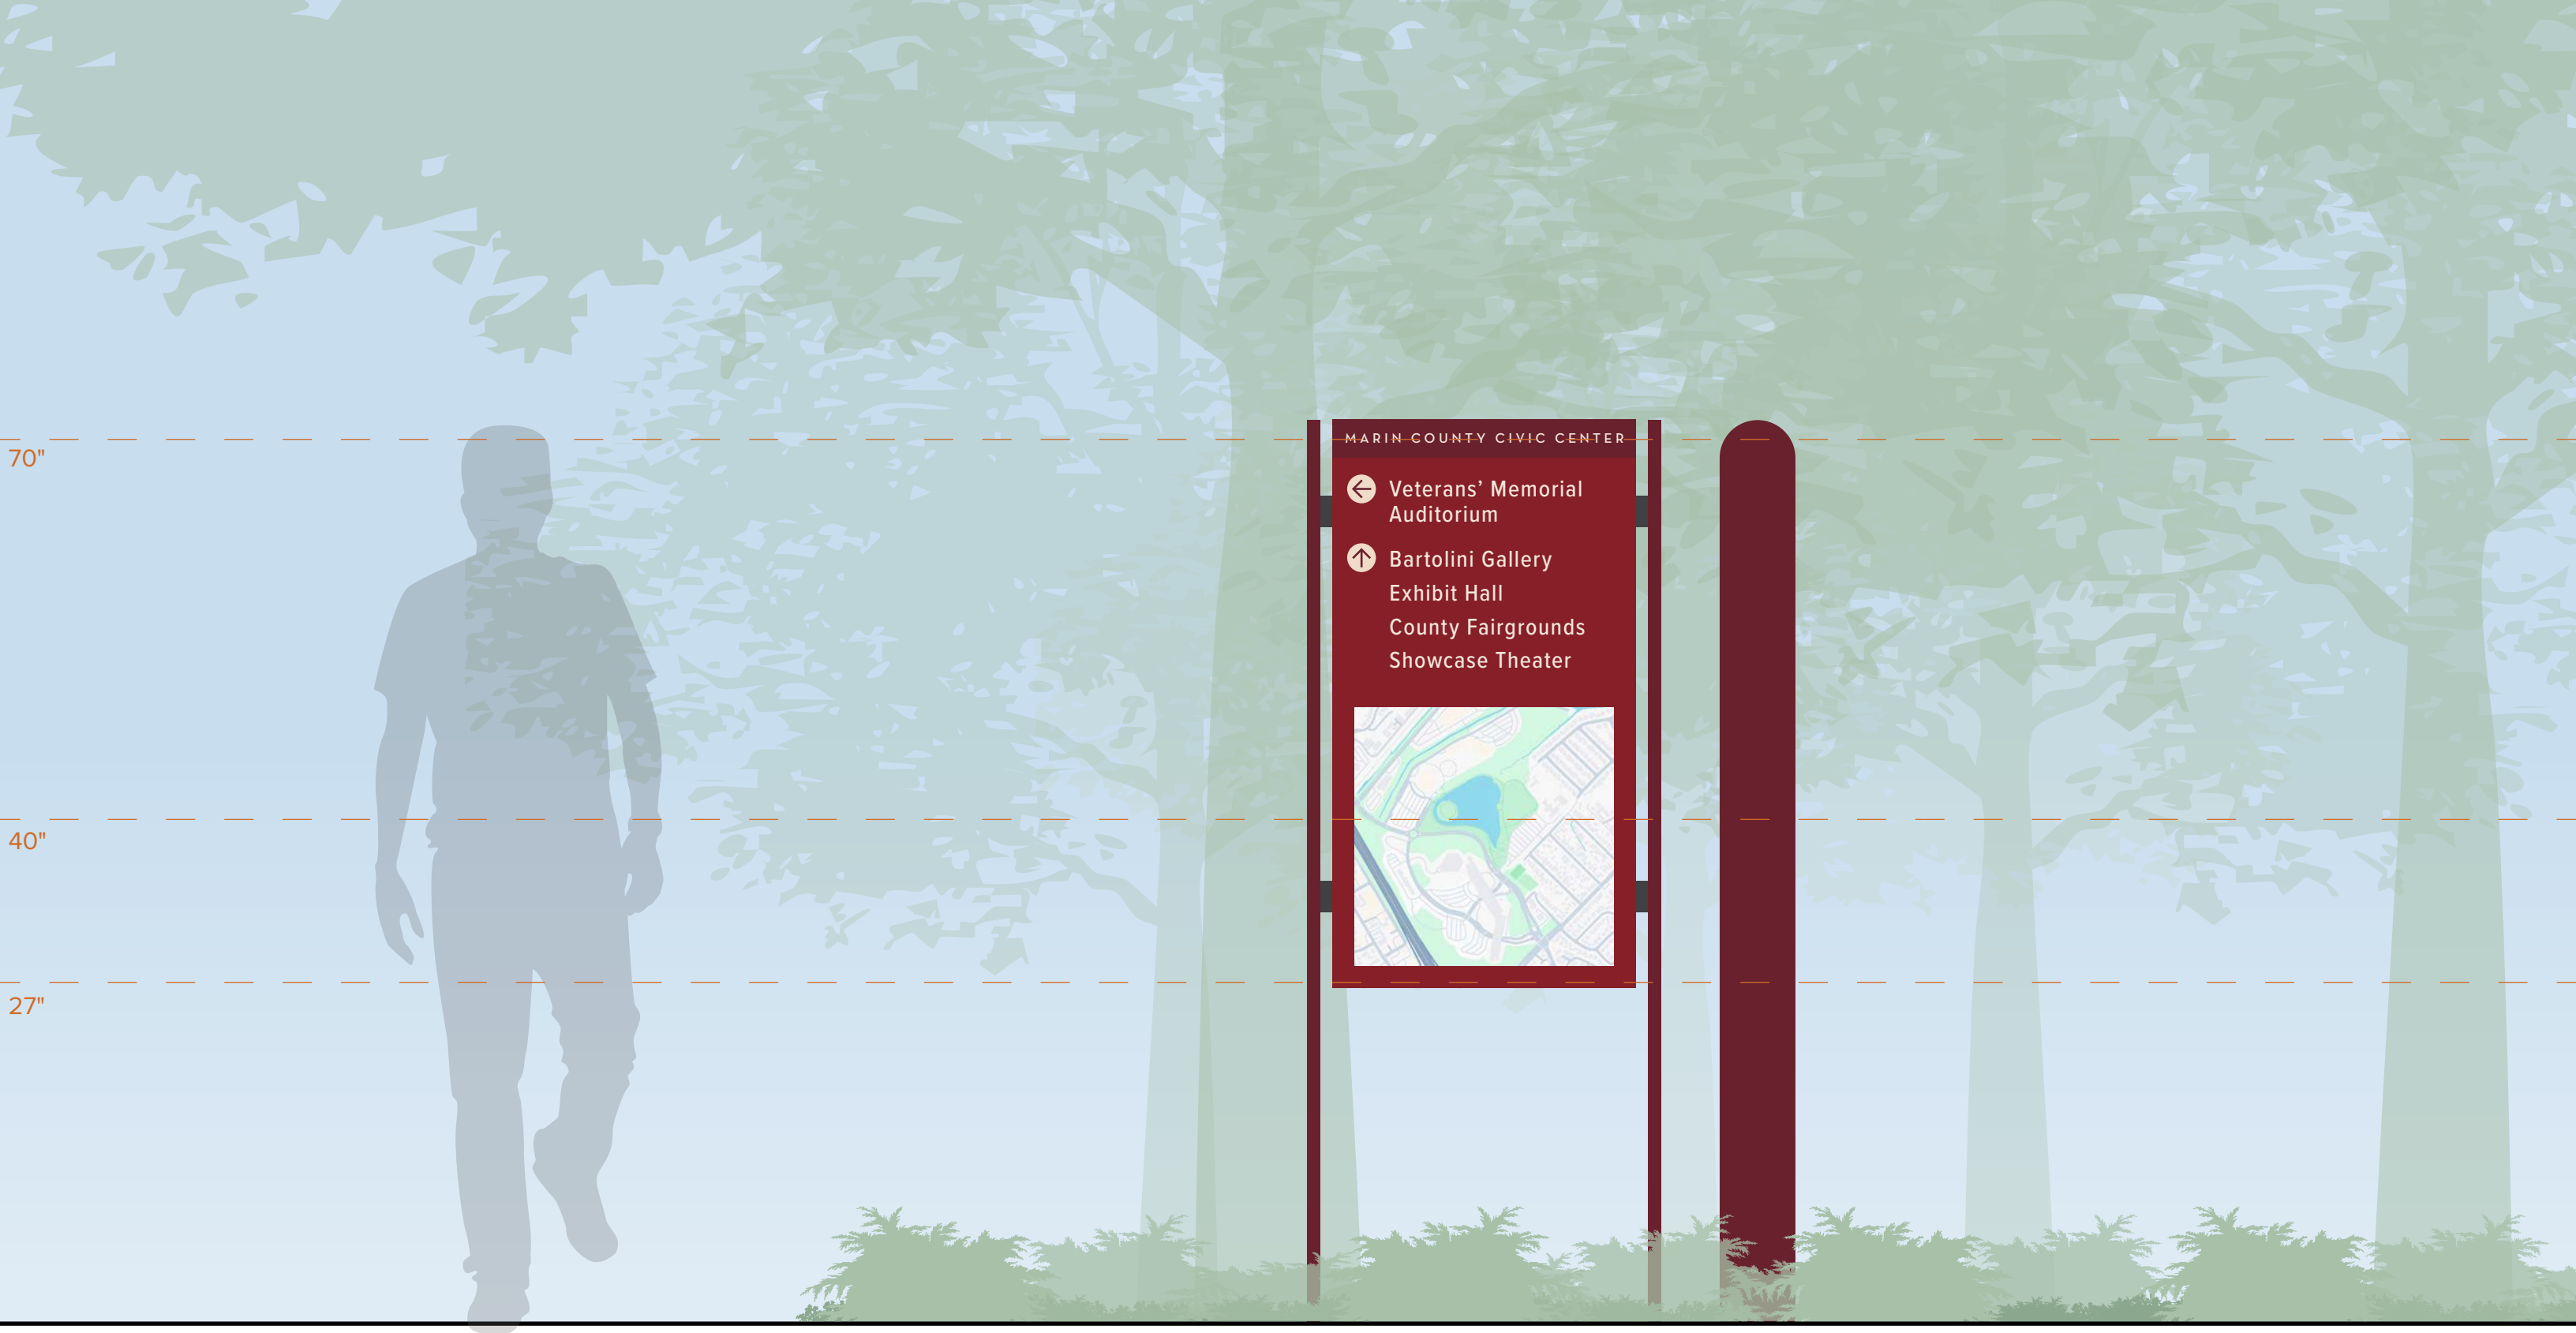 70"
MARIN COUNTY CIVIC CENTER
Veterans’ Memorial
Auditorium
Bartolini Gallery
Exhibit Hall
County Fairgrounds
Showcase Theater
40"
27"